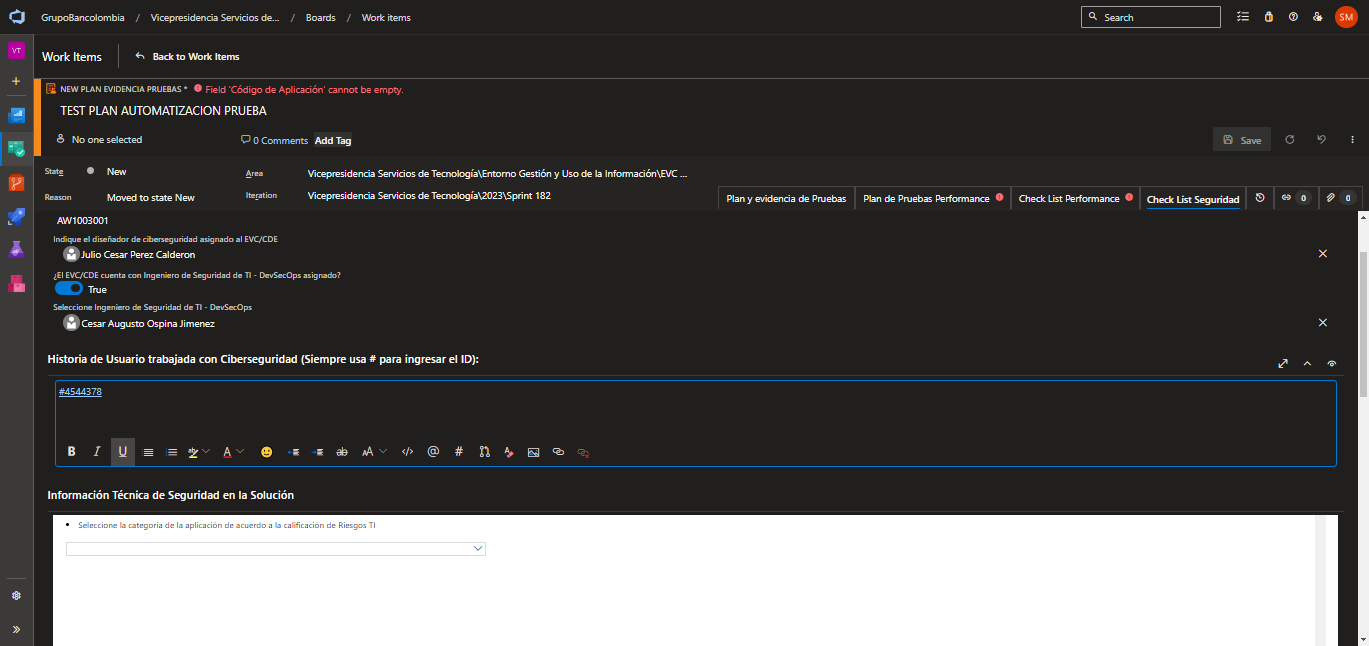 GrupoBancolombia / Vicepresidencia Servicios de... / Boards / Work items
Search
SM
VT
Work Items
Back to Work Items
NEW PLAN EVIDENCIA PRUEBAS * Field 'Código de Aplicación' cannot be empty.
TEST PLAN AUTOMATIZACION PRUEBA
No one selected
0 Comments
Add Tag
Save
State
New
Area
Vicepresidencia Servicios de Tecnología\Entorno Gestión y Uso de la Información\EVC ...
Reason
Moved to state New
Iteration
Vicepresidencia Servicios de Tecnología\2023\Sprint 182
Plan y evidencia de Pruebas
Plan de Pruebas Performance
Check List Performance
Check List Seguridad
0
0
AW1003001
Indique el diseñador de ciberseguridad asignado al EVC/CDE
Julio Cesar Perez Calderon
¿El EVC/CDE cuenta con Ingeniero de Seguridad de TI - DevSecOps asignado?
True
Seleccione Ingeniero de Seguridad de TI - DevSecOps
Cesar Augusto Ospina Jimenez
Historia de Usuario trabajada con Ciberseguridad (Siempre usa # para ingresar el ID):
#4544378
B I U ab A ab AA </> @ #
Información Técnica de Seguridad en la Solución
• Seleccione la categoria de la aplicación de acuerdo a la calificación de Riesgos TI